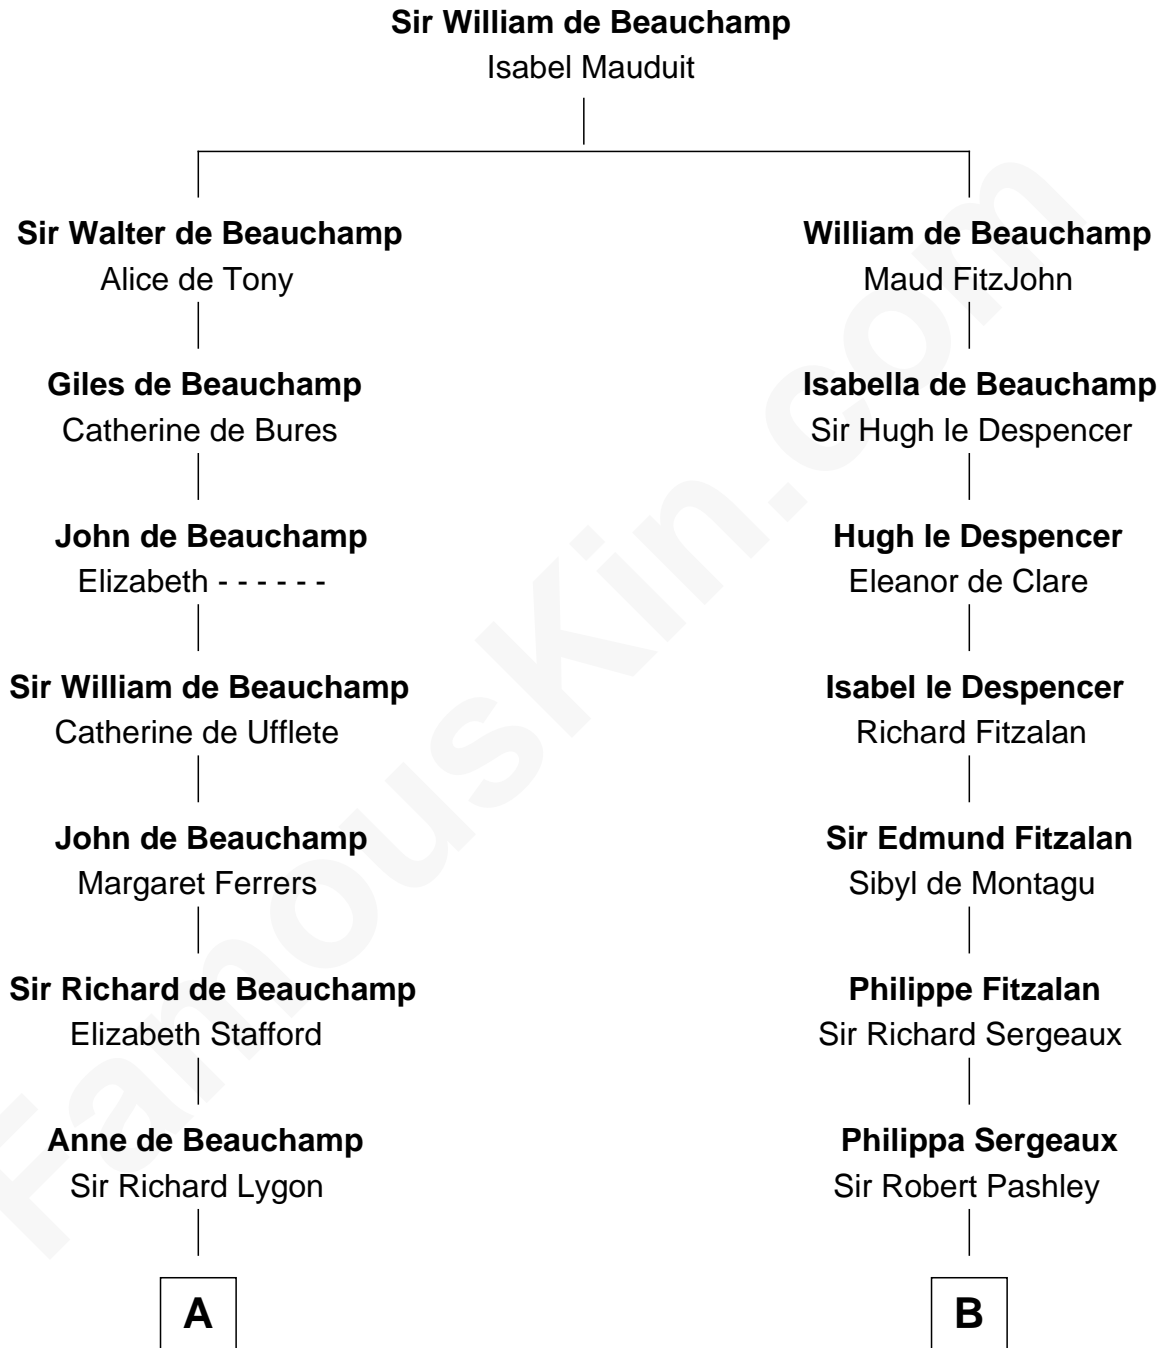 Sir William de Beauchamp
Isabel Mauduit
Sir Walter de Beauchamp
Alice de Tony
William de Beauchamp
Maud FitzJohn
Giles de Beauchamp
Catherine de Bures
Isabella de Beauchamp
Sir Hugh le Despencer
John de Beauchamp
Elizabeth - - - - - -
Hugh le Despencer
Eleanor de Clare
Sir William de Beauchamp
Catherine de Ufflete
Isabel le Despencer
Richard Fitzalan
John de Beauchamp
Margaret Ferrers
Sir Edmund Fitzalan
Sibyl de Montagu
Sir Richard de Beauchamp
Elizabeth Stafford
Philippe Fitzalan
Sir Richard Sergeaux
Anne de Beauchamp
Sir Richard Lygon
Philippa Sergeaux
Sir Robert Pashley
A
B
FamousKin.com